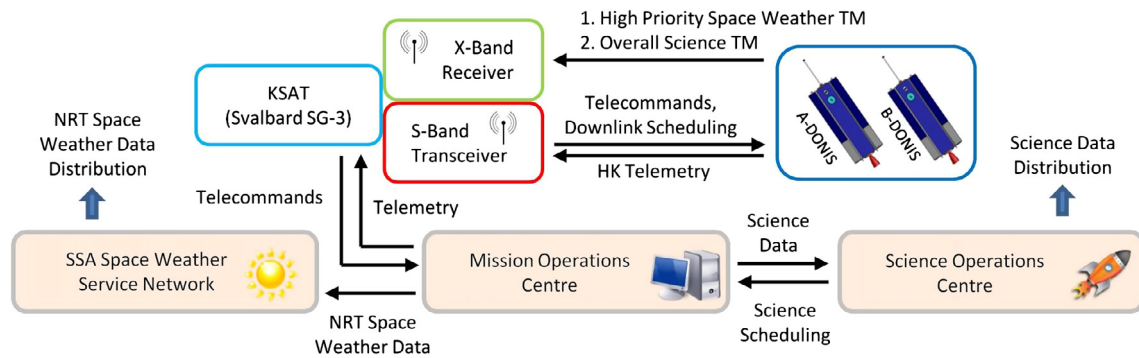 1. High Priority Space Weather TM
2. Overall Science TM
X-Band
Receiver
KSAT
(Svalbard SG-3)
S-Band
Transceiver
Telecommands,
Downlink Scheduling
HK Telemetry
A-DONIS
B-DONIS
NRT Space
Weather Data
Distribution
Science Data
Distribution
Telecommands
Telemetry
Science
Data
SSA Space Weather
Service Network
Mission Operations
Centre
Science Operations
Centre
NRT Space
Weather Data
Science
Scheduling